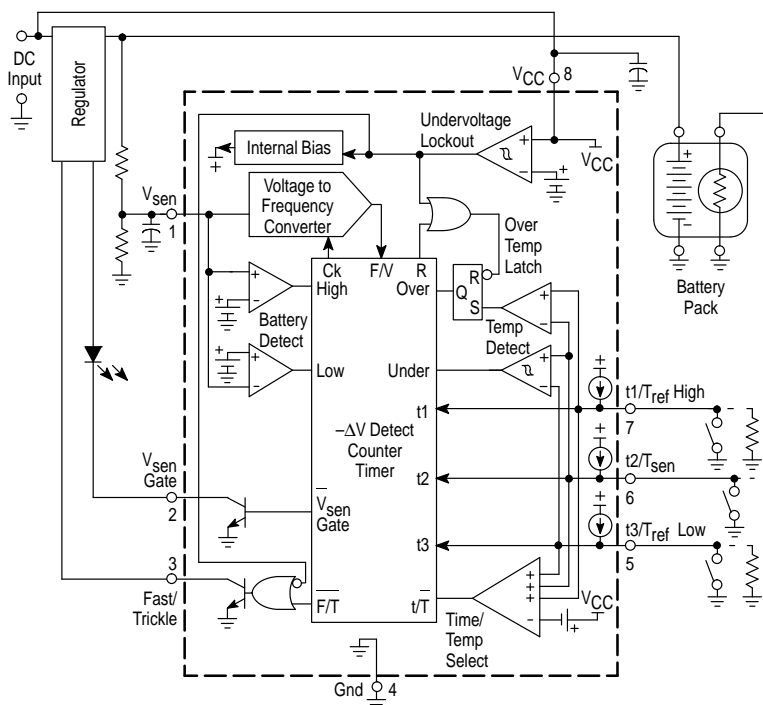 DC
Input
Regulator
VCC 8
Undervoltage
Lockout
VCC
Internal Bias
Vsen
1
Voltage to
Frequency
Converter
Over
Temp
Latch
Battery
Pack
Ck
F/V
R
High
Over
Q
R
S
Battery
Detect
Temp
Detect
Low
Under
t1
t1/Tref High
7
–ΔV Detect
Counter
Timer
t2
t2/Tsen
6
Vsen
Gate
2
Vsen
Gate
t3
t3/Tref Low
5
3
Fast/
Trickle
F/T
t/T
Time/
Temp
Select
VCC
Gnd 4